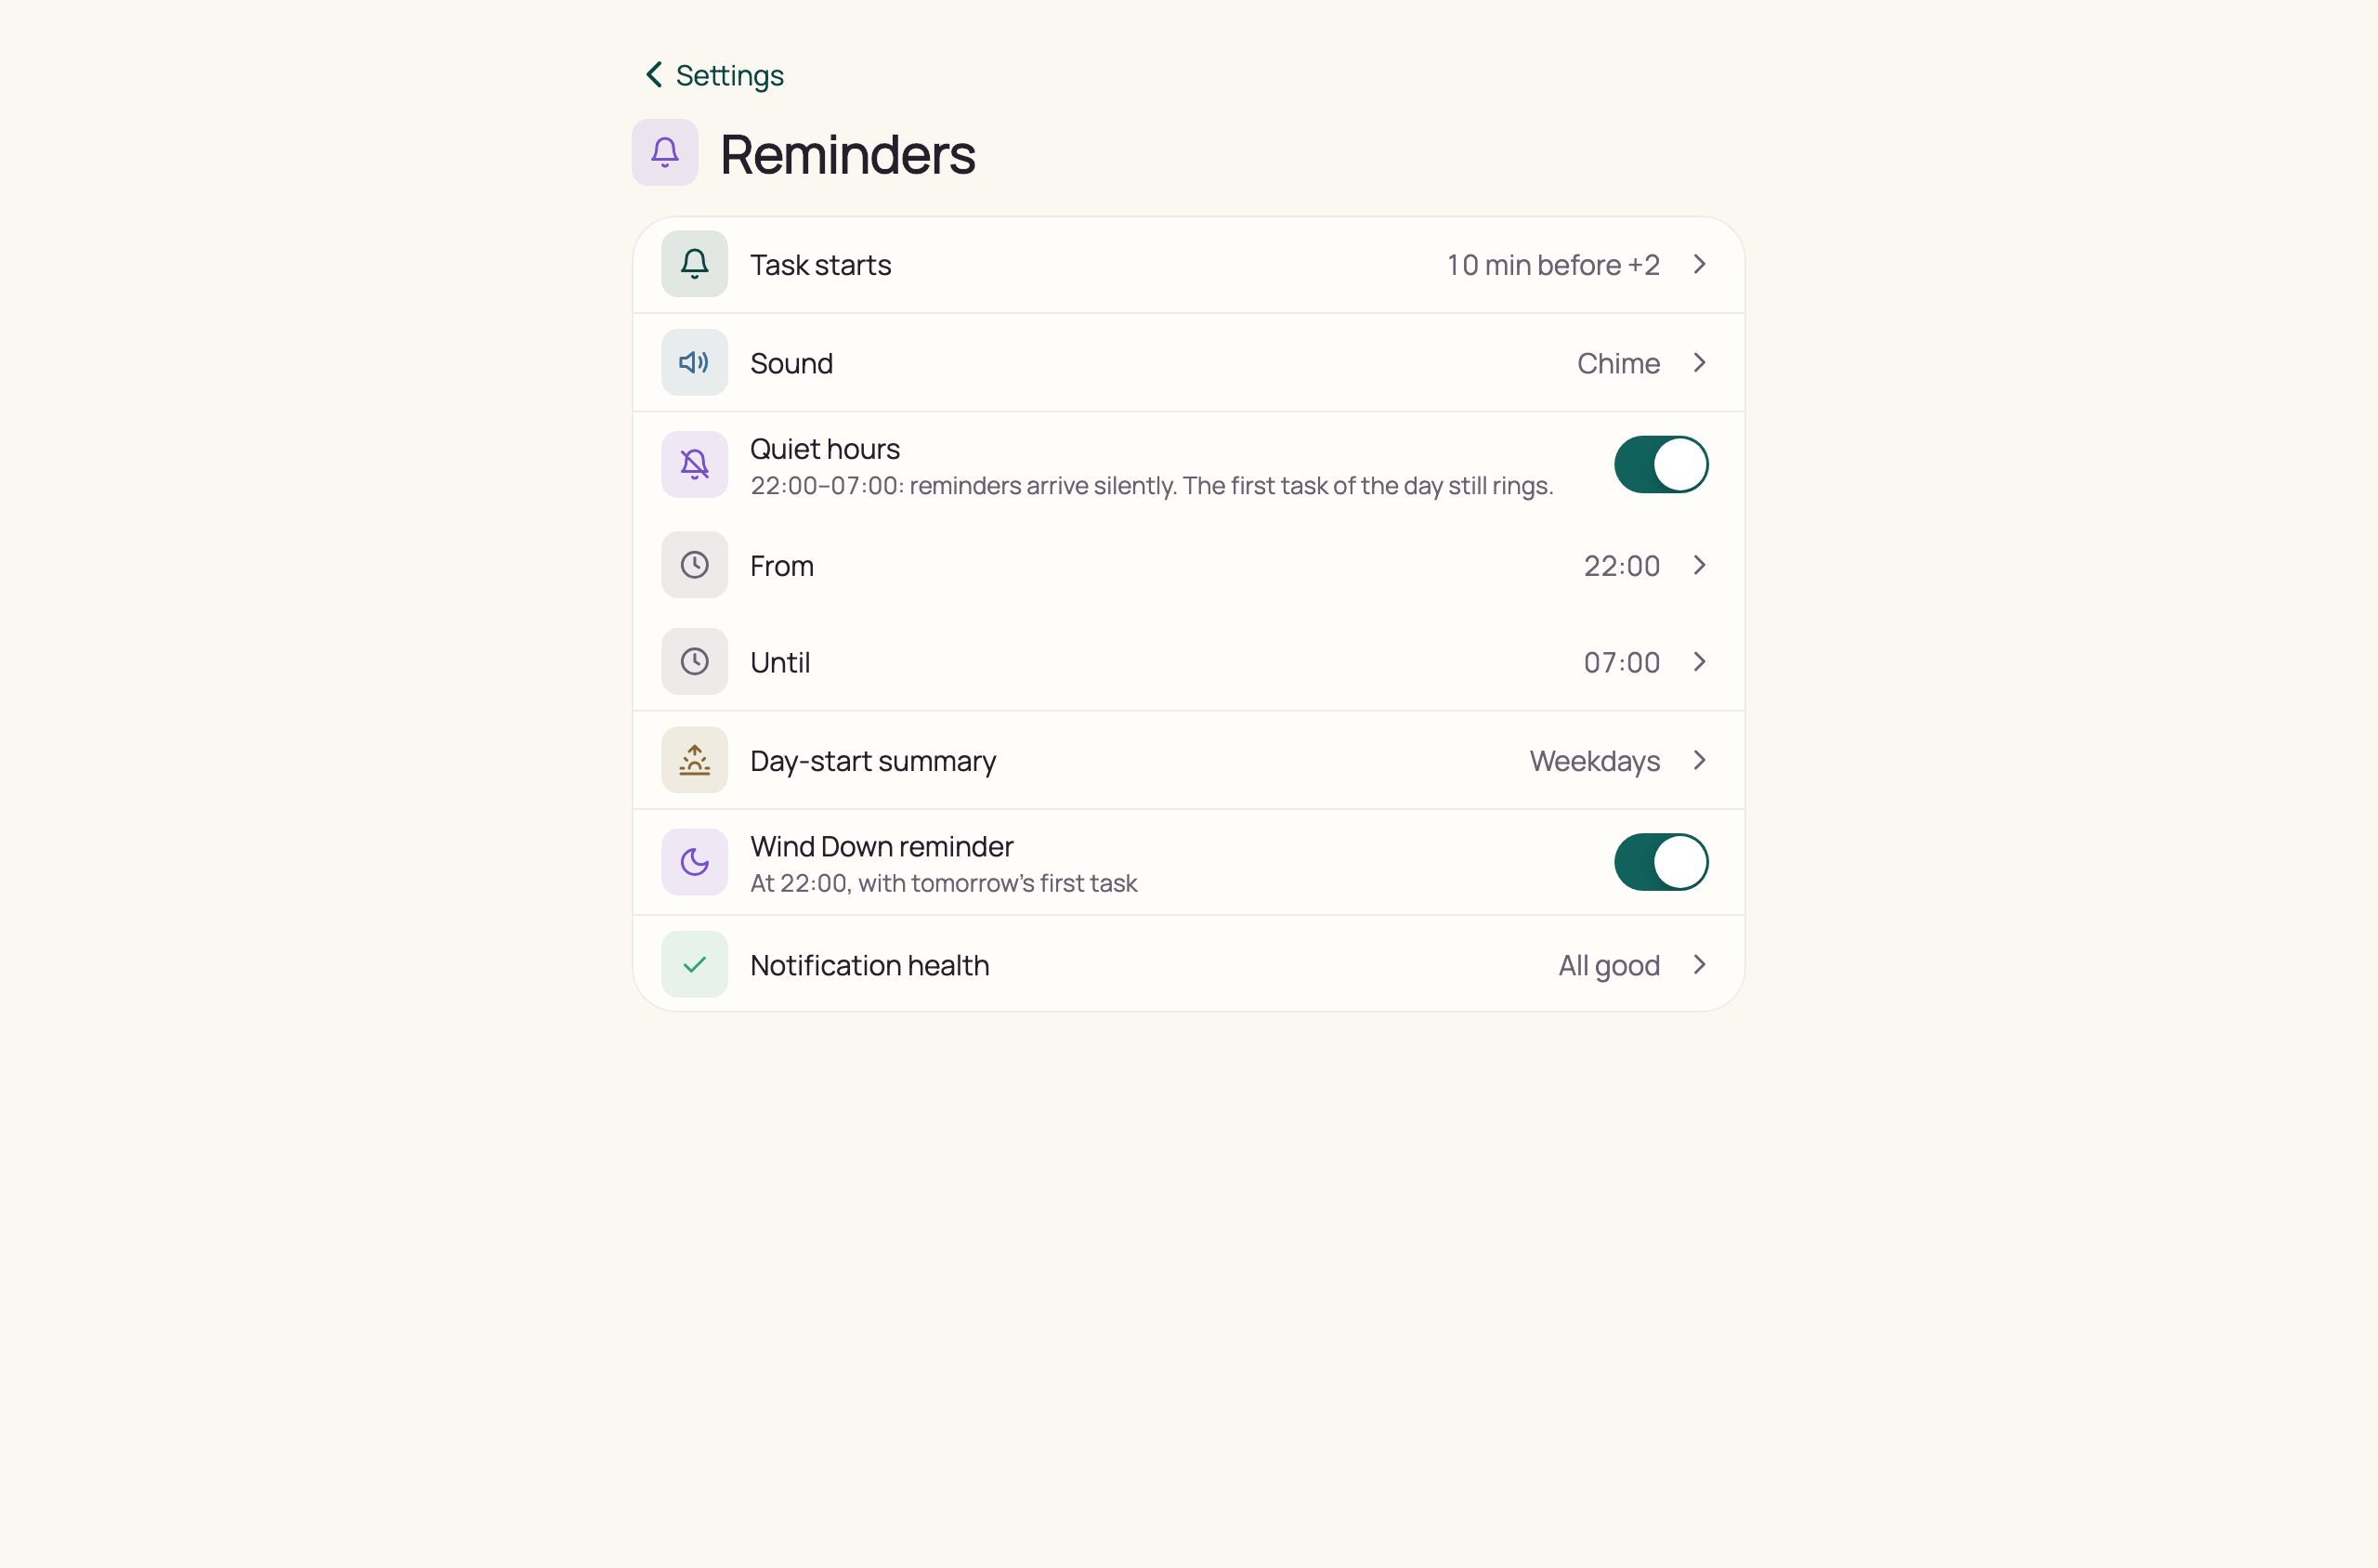 Settings
Reminders
Task starts 10 min before +2
Sound Chime
Quiet hours
22:00–07:00: reminders arrive silently. The first task of the day still rings.
From 22:00
Until 07:00
Day-start summary Weekdays
Wind Down reminder
At 22:00, with tomorrow’s first task
Notification health All good